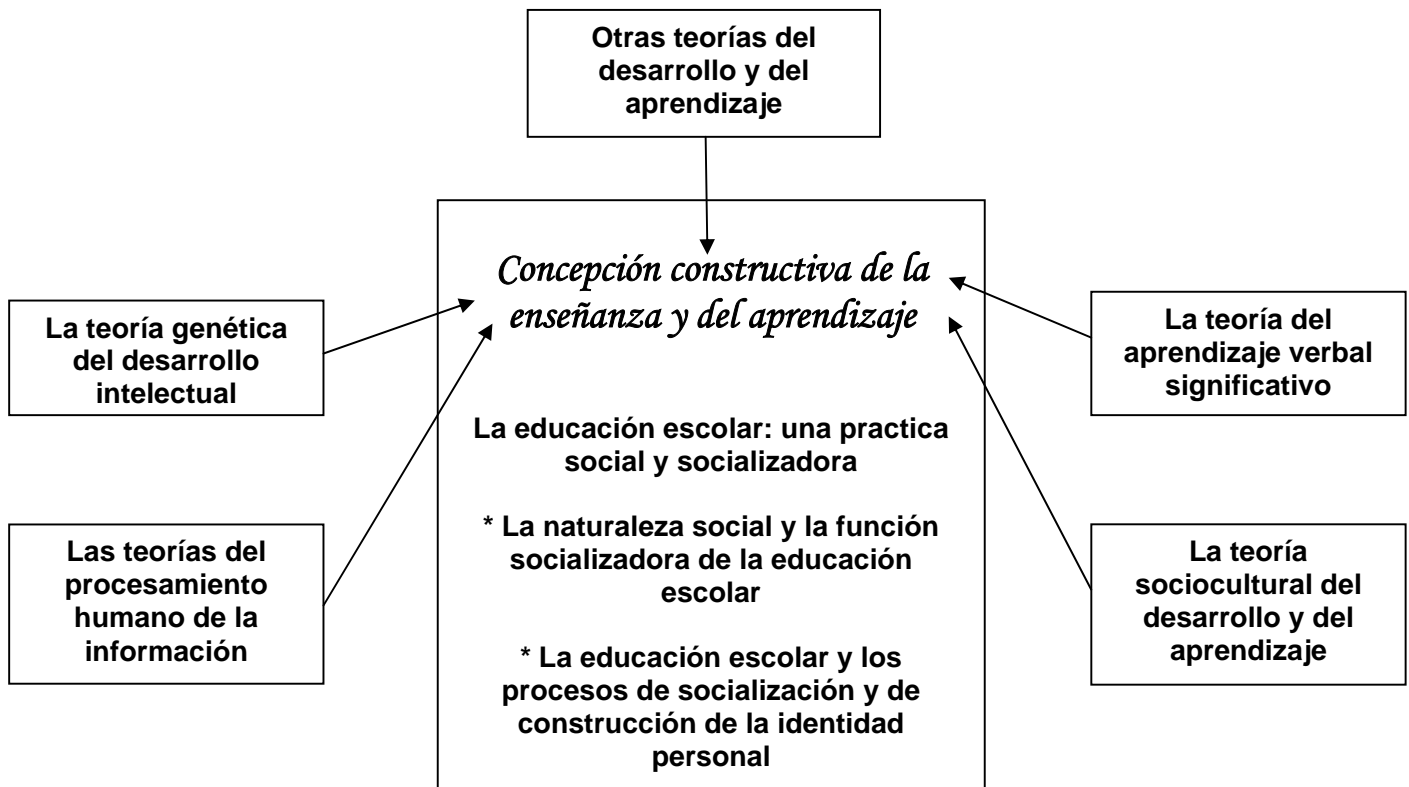 Otras teorías del
desarrollo y del
aprendizaje
Concepción constructiva de la
enseñanza y del aprendizaje
La teoría genética
del desarrollo
intelectual
La teoría del
aprendizaje verbal
significativo
La educación escolar: una practica
social y socializadora
* La naturaleza social y la función
socializadora de la educación
escolar
* La educación escolar y los
procesos de socialización y de
construcción de la identidad
personal
Las teorías del
procesamiento
humano de la
información
La teoría
sociocultural del
desarrollo y del
aprendizaje